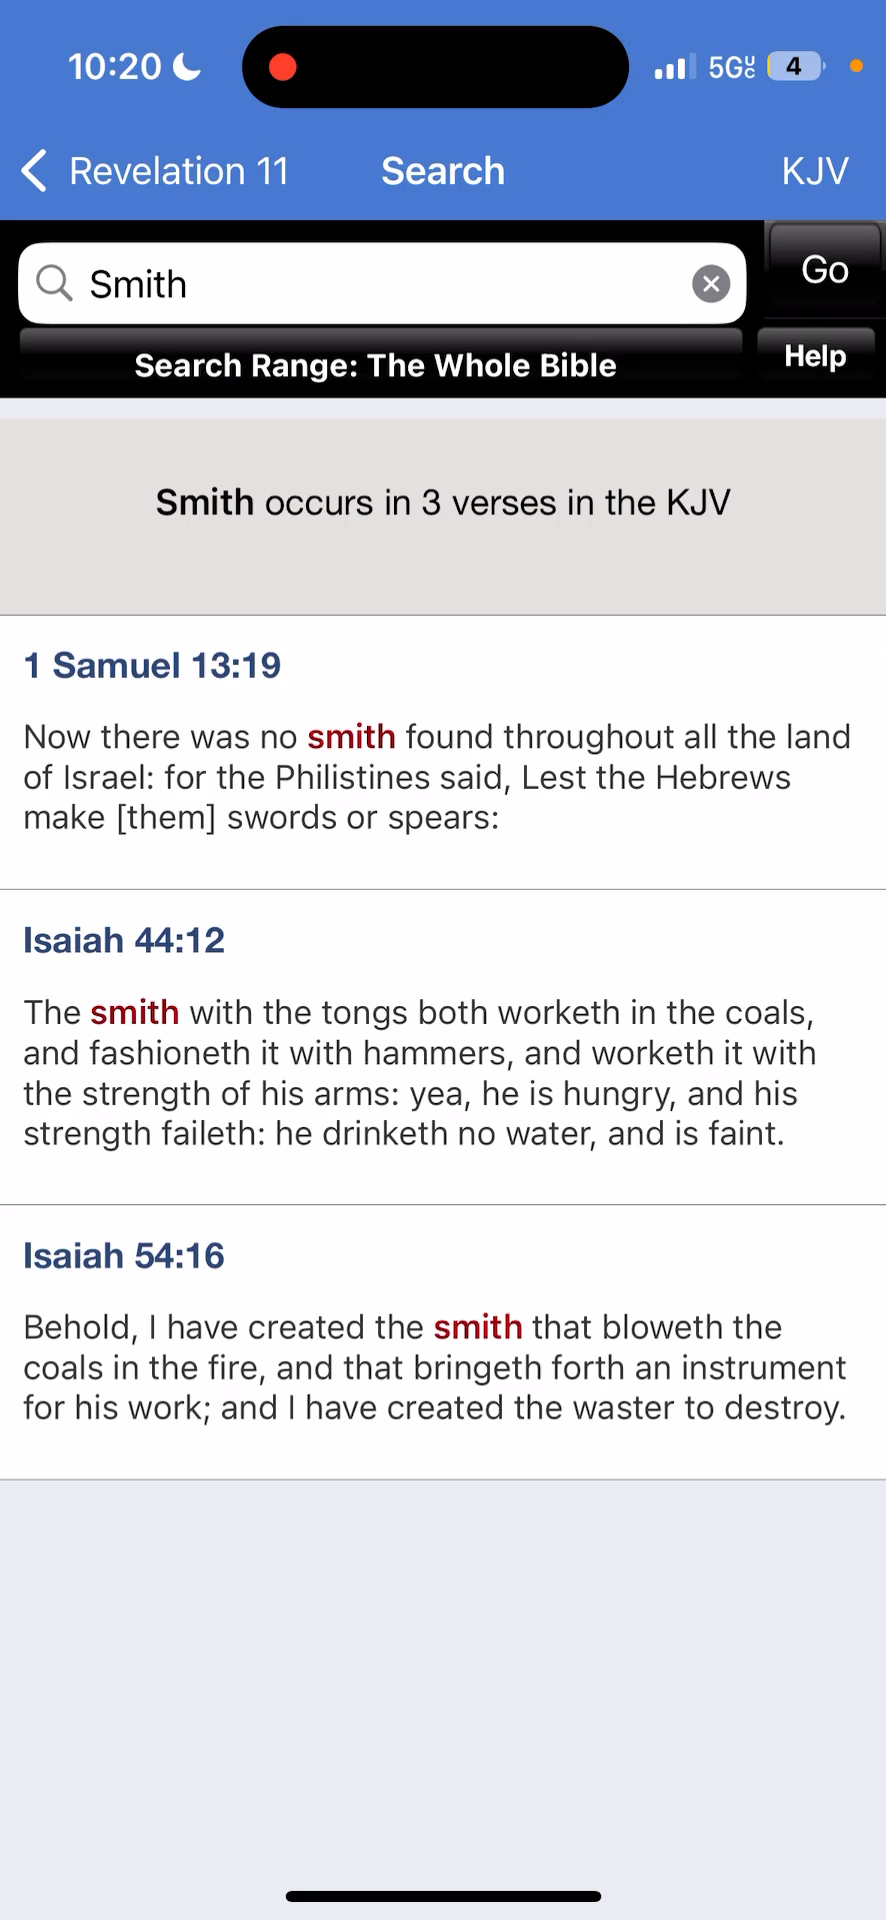 10:20
5GUC
4
Revelation 11
Search
KJV
Smith
Go
Search Range: The Whole Bible
Help
Smith occurs in 3 verses in the KJV
1 Samuel 13:19
Now there was no smith found throughout all the land
of Israel: for the Philistines said, Lest the Hebrews
make [them] swords or spears:
Isaiah 44:12
The smith with the tongs both worketh in the coals,
and fashioneth it with hammers, and worketh it with
the strength of his arms: yea, he is hungry, and his
strength faileth: he drinketh no water, and is faint.
Isaiah 54:16
Behold, I have created the smith that bloweth the
coals in the fire, and that bringeth forth an instrument
for his work; and I have created the waster to destroy.